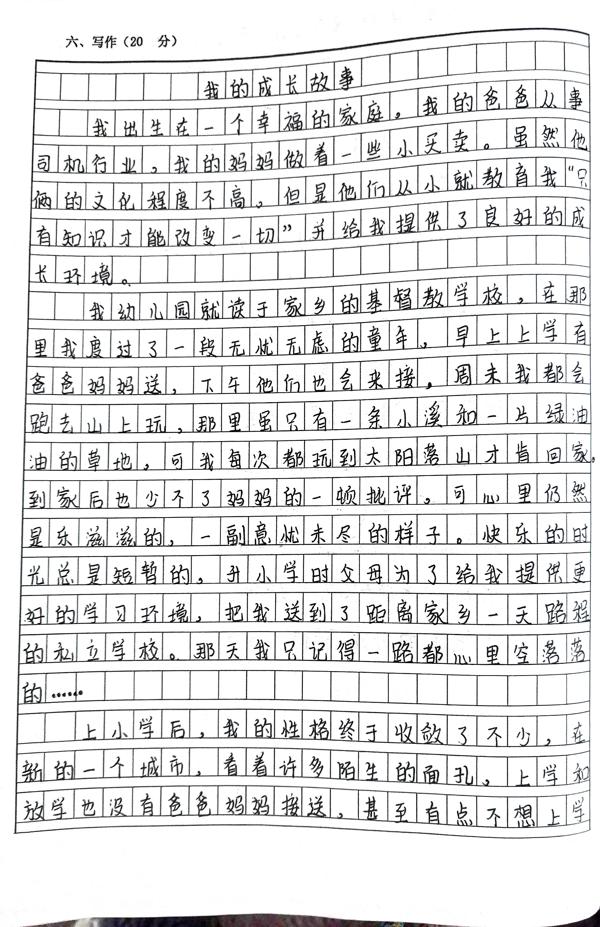 六、写作（20 分）
我的成长故事
我出生在一个幸福的家庭。我的爸爸从事
司机行业，我的妈妈做着一些小买卖。虽然他
俩的文化程度不高，但是他们从小就教育我“只
有知识才能改变一切”并给我提供了良好的成
长环境。
我幼儿园就读于家乡的基督教学校，在那
里我度过了一段无忧无虑的童年，早上上学有
爸爸妈妈送，下午他们也会来接。周末我都会
跑去山上玩，那里虽只有一条小溪和一片绿油
油的草地，可我每次都玩到太阳落山才肯回家。
到家后也少不了妈妈的一顿批评。可心里仍然
是乐滋滋的，一副意忧未尽的样子。快乐的时
光总是短暂的，升小学时父母为了给我提供更
好的学习环境，把我送到了距离家乡一天路程
的私立学校。那天我只记得一路都心里空落落
的……
上小学后，我的性格终于收敛了不少，在
新的一个城市，看着许多陌生的面孔，上学和
放学也没有爸爸妈妈接送，甚至有点不想上学